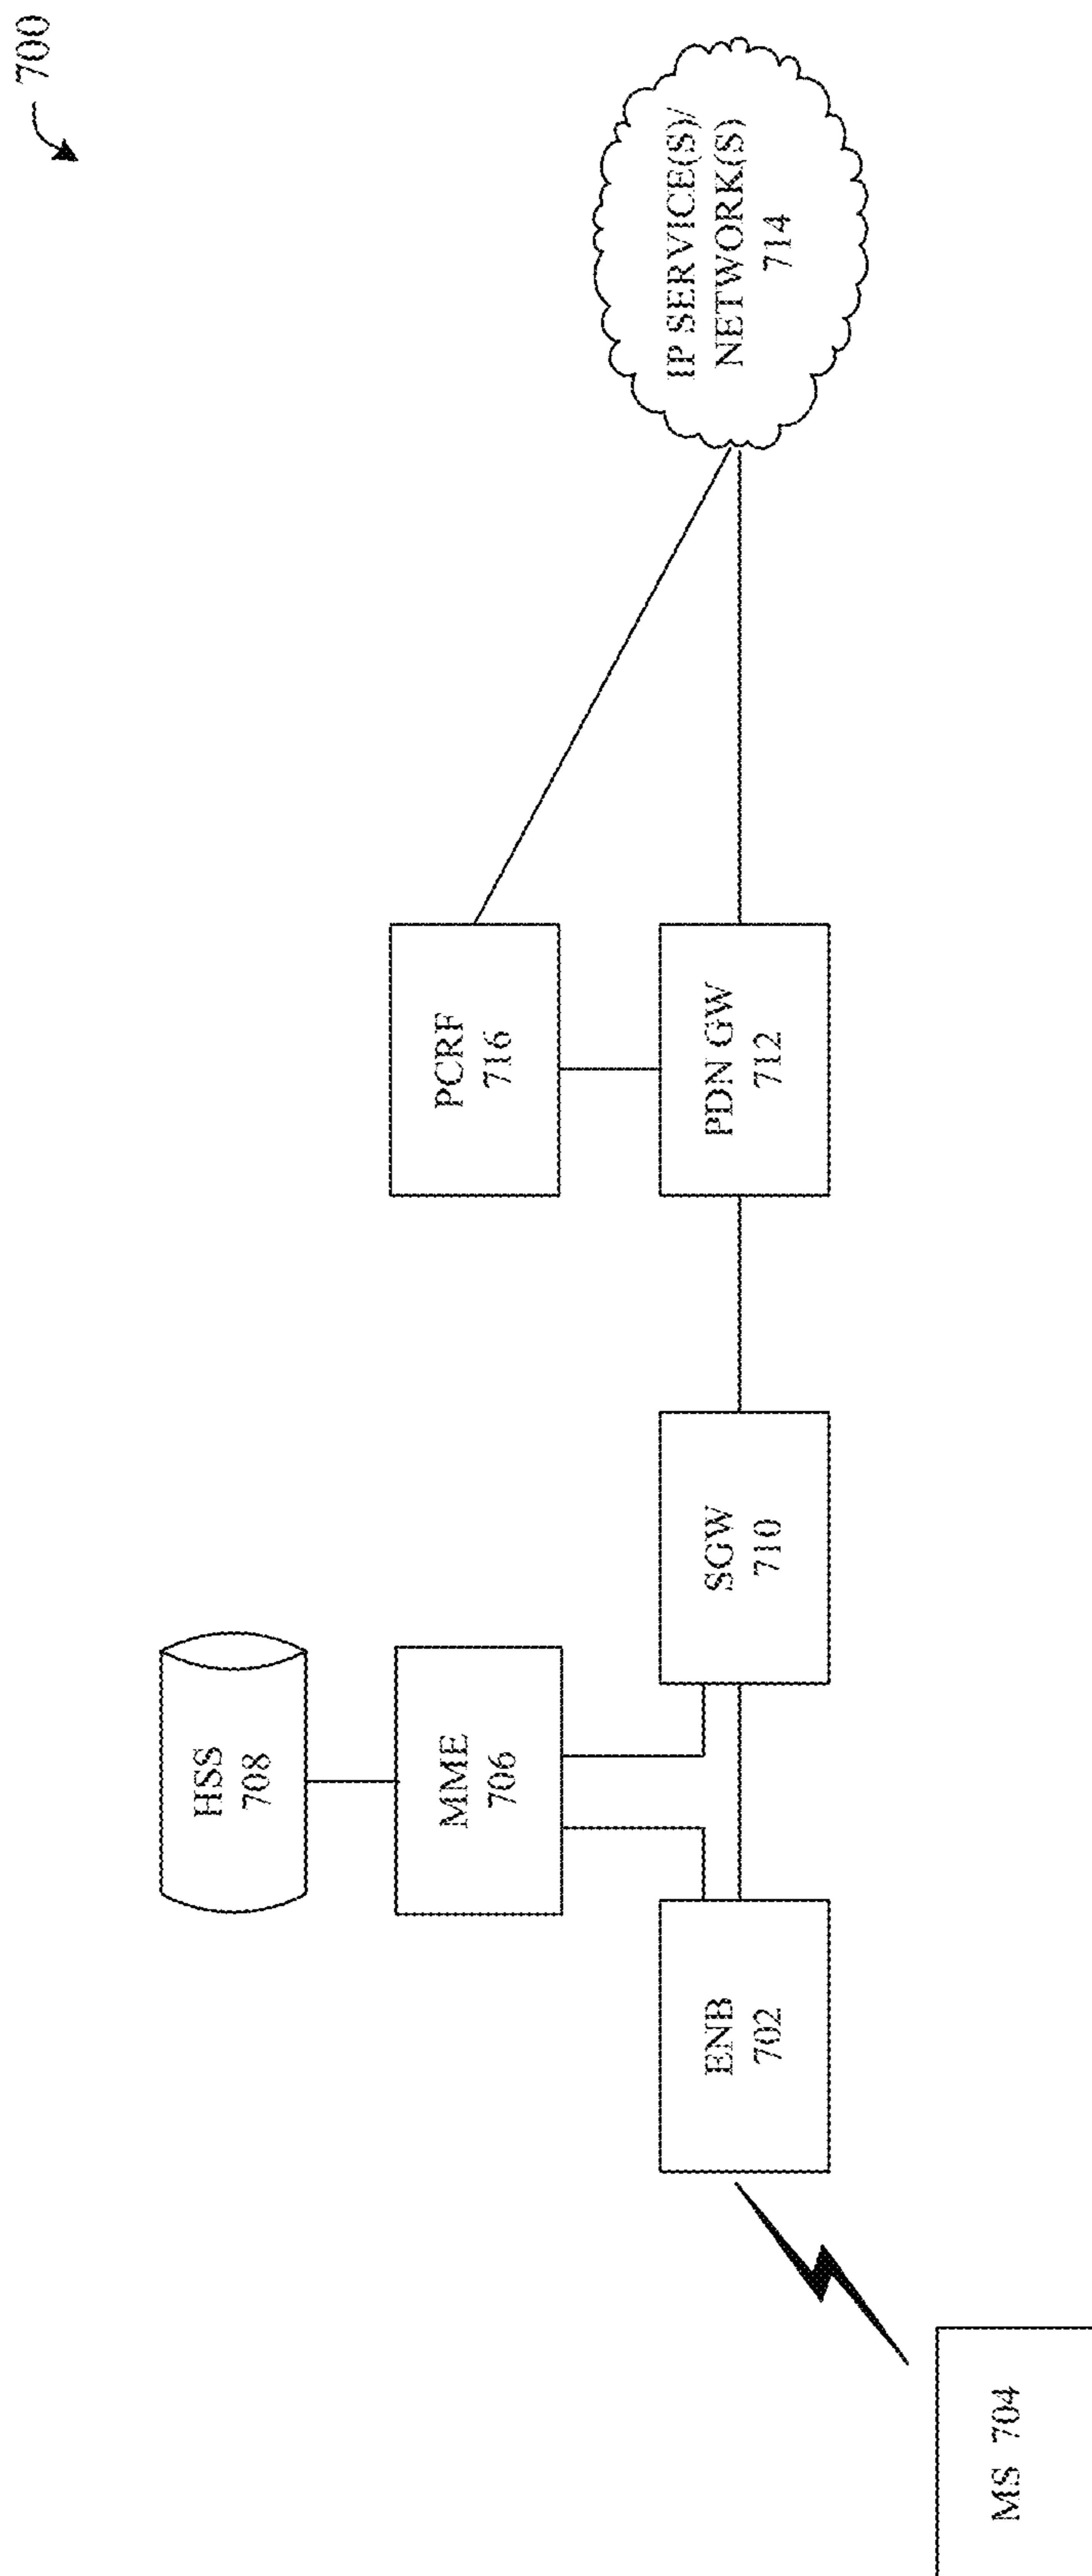 700
HSS
708
MME
706
PCRF
716
IP SERVICE(S)/
NETWORK(S)
714
MS 704
ENB
702
SGW
710
PDN GW
712